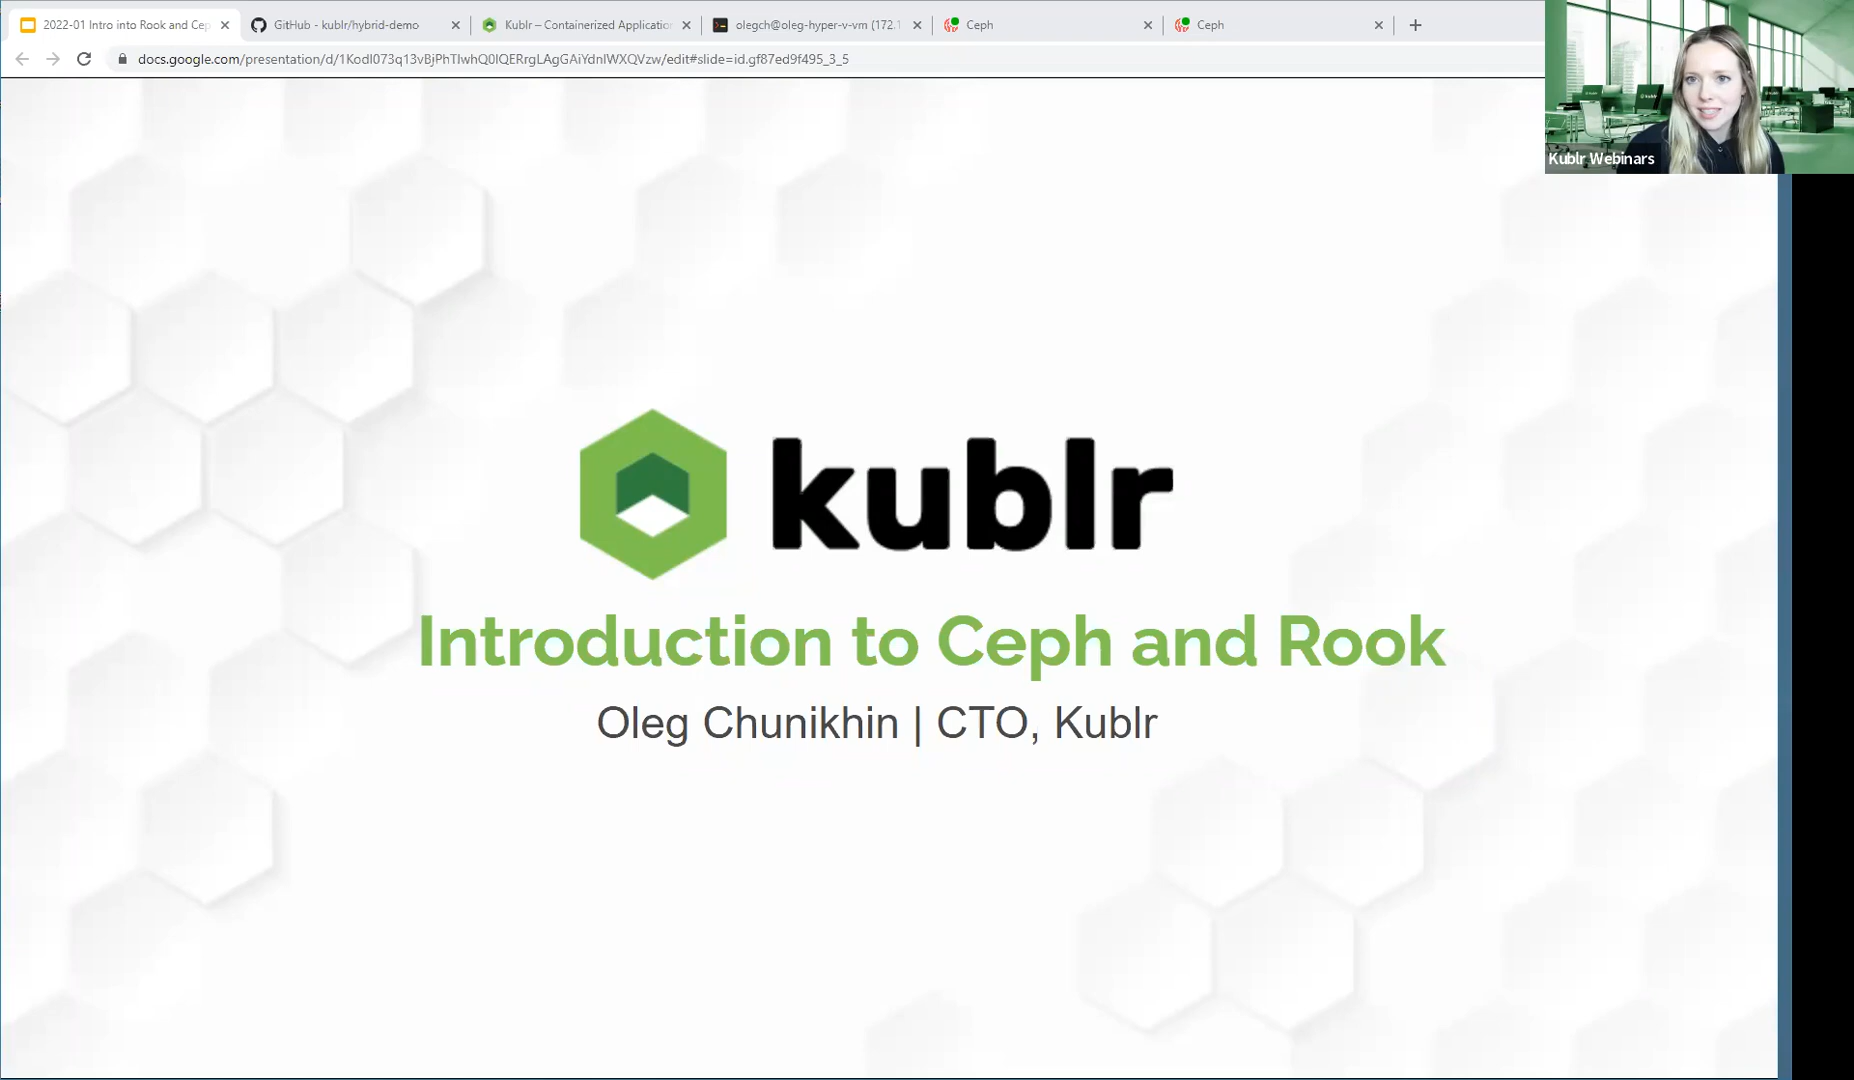 2022-01 Intro into Rook and Cep
GitHub - kublr/hybrid-demo
Kublr – Containerized Applicatio
olegch@oleg-hyper-v-vm (172.1
Ceph
Ceph
docs.google.com/presentation/d/1Kodl073q13vBjPhTIwhQ0lQERrgLAgGAiYdnIWXQVzw/edit#slide=id.gf87ed9f495_3_5
Kublr Webinars
kublr
Introduction to Ceph and Rook
Oleg Chunikhin | CTO, Kublr